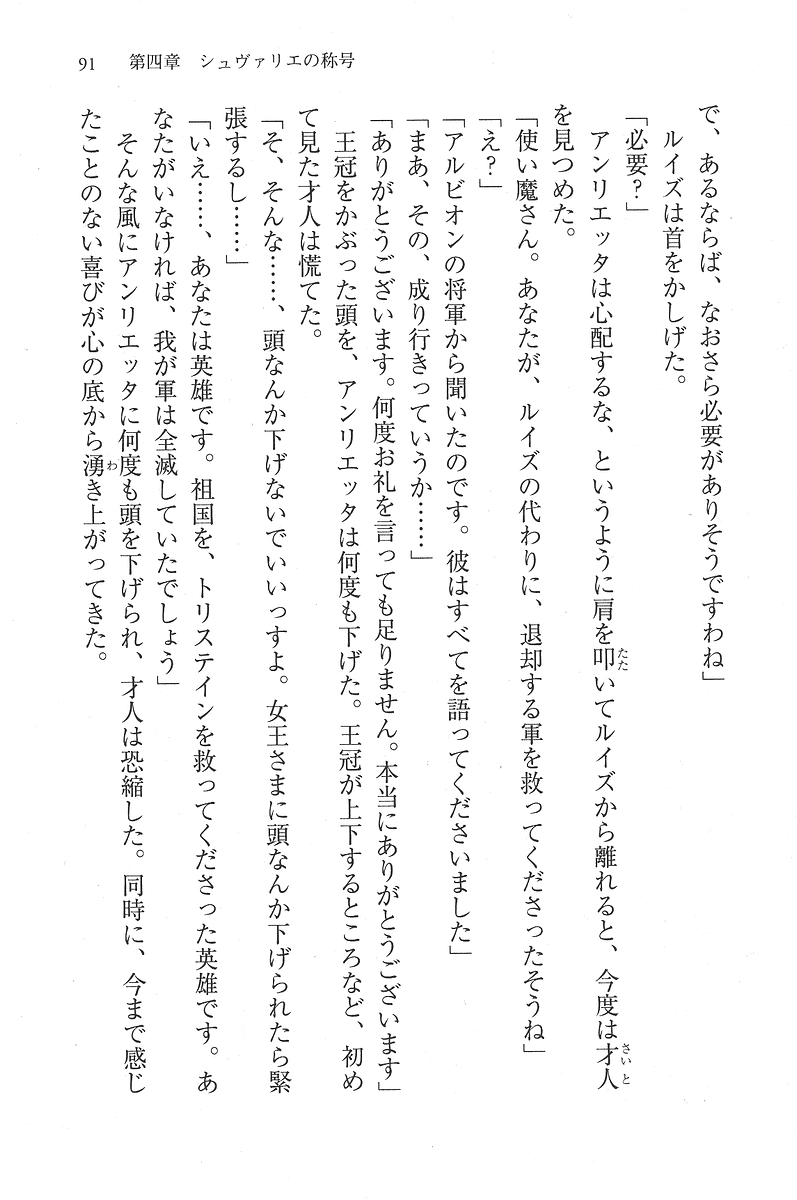 91　第四章　シュヴァリエの称号
で、あるならば、なおさら必要がありそうですわね」
　ルイズは首をかしげた。
「必要?」
　アンリエッタは心配するな、というように肩を叩いてルイズから離れると、今度は才人
を見つめた。
「使い魔さん。あなたが、ルイズの代わりに、退却する軍を救ってくださったそうね」
「え?」
「アルビオンの将軍から聞いたのです。彼はすべてを語ってくださいました」
「まあ、その、成り行きっていうか……」
「ありがとうございます。何度お礼を言っても足りません。本当にありがとうございます」
　王冠をかぶった頭を、アンリエッタは何度も下げた。王冠が上下するところなど、初め
て見た才人は慌てた。
「そ、そんな……、頭なんか下げないでいいっすよ。女王さまに頭なんか下げられたら緊
張するし……」
「いえ……、あなたは英雄です。祖国を、トリステインを救ってくださった英雄です。あ
なたがいなければ、我が軍は全滅していたでしょう」
　そんな風にアンリエッタに何度も頭を下げられ、才人は恐縮した。同時に、今まで感じ
たことのない喜びが心の底から湧き上がってきた。